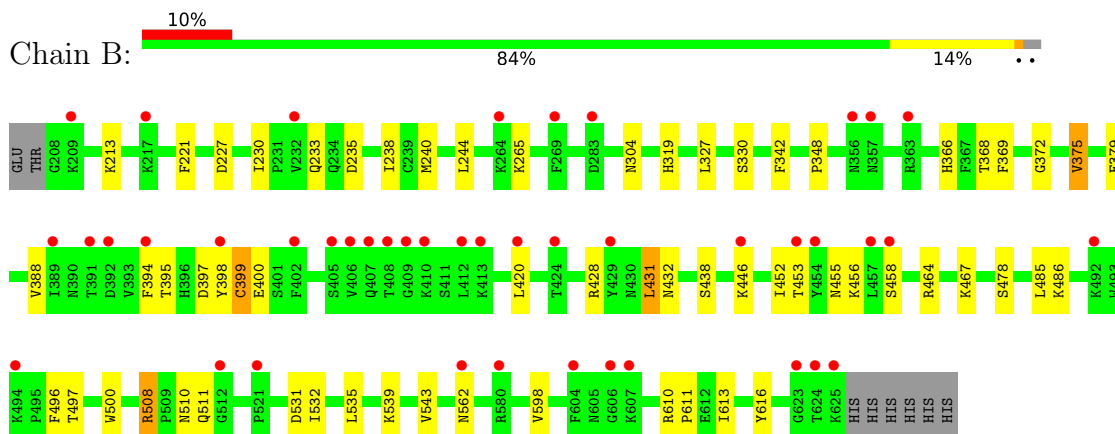 10%
Chain B:
84% 14% • •
GLU THR G208 K209 K213 K217 F221 D227 I230 P231 V232 Q233 Q234 D235 I238 C239 M240 L244 K264 K265 F269 D283 N304 H319 L327 S330 F342 P348 N356 N357 R363 H366 F367 T368 F369 G372 V375
V388 I389 N390 T391 D392 V393 F394 T395 H396 D397 Y398 C399 E400 S401 F402 S405 V406 Q407 T408 G409 K410 S411 L412 K413 L420 T424 R428 Y429 N430 L431 N432 S438 K446 I452 T453 Y454 N455 K456 L457 S458 R464 K467 S478 L485 K486 K492
K494 P495 F496 T497 W500 R508 P509 N510 Q511 G512 P521 D531 I532 L535 K539 V543 N562 R580 V598 F604 N605 G606 K607 R610 P611 E612 I613 Y616 G623 T624 K625 HIS HIS HIS HIS HIS HIS